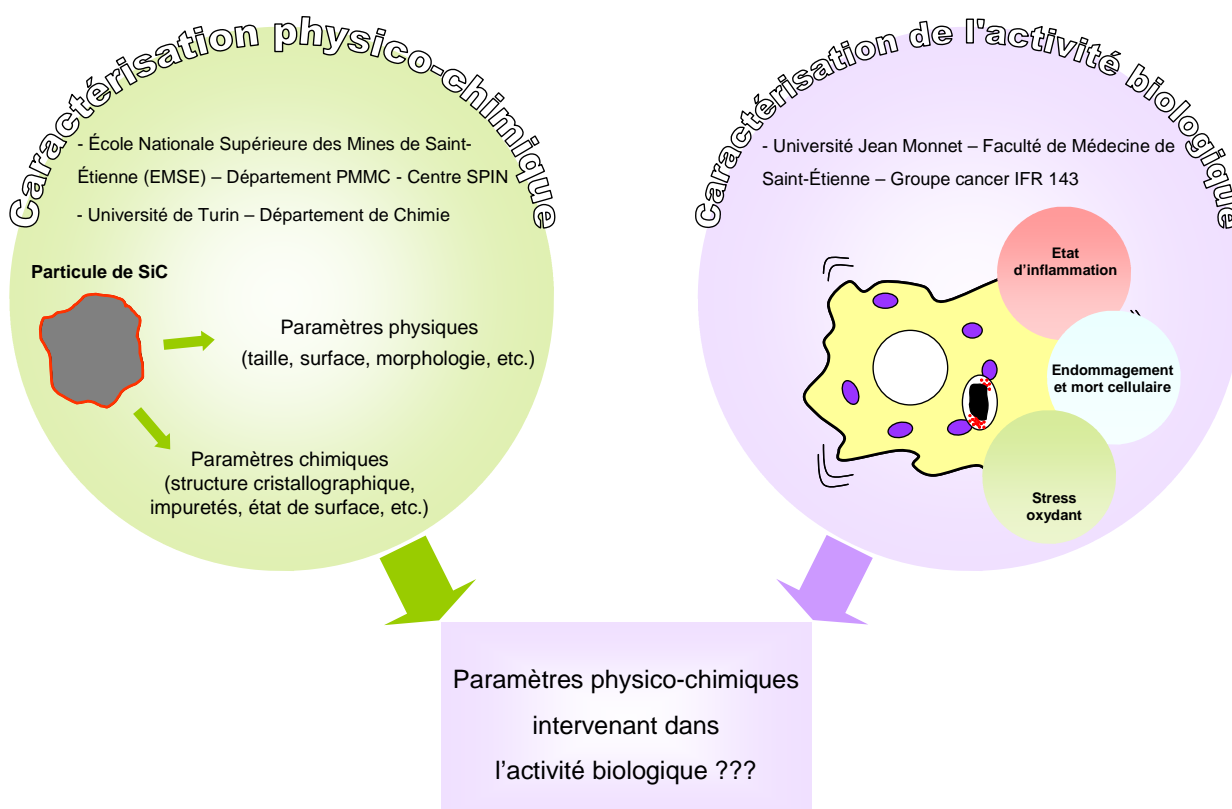 Caractérisation physico-chimique
- École Nationale Supérieure des Mines de Saint-
Étienne (EMSE) – Département PMMC - Centre SPIN
- Université de Turin – Département de Chimie
Particule de SiC
Paramètres physiques
(taille, surface, morphologie, etc.)
Paramètres chimiques
(structure cristallographique,
impuretés, état de surface, etc.)
Caractérisation de l'activité biologique
- Université Jean Monnet – Faculté de Médecine de
Saint-Étienne – Groupe cancer IFR 143
Etat
d'inflammation
Endommagement
et mort cellulaire
Stress
oxydant
Paramètres physico-chimiques
intervenant dans
l'activité biologique ???